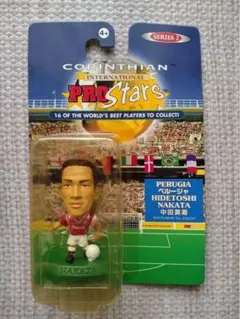 4+
SERIES 3
CORINTHIAN
INTERNATIONAL
PRO Stars
16 OF THE WORLD'S BEST PLAYERS TO COLLECT!
PERUGIA
ペルージャ
HIDETOSHI
NAKATA
中田英寿
NAKATA